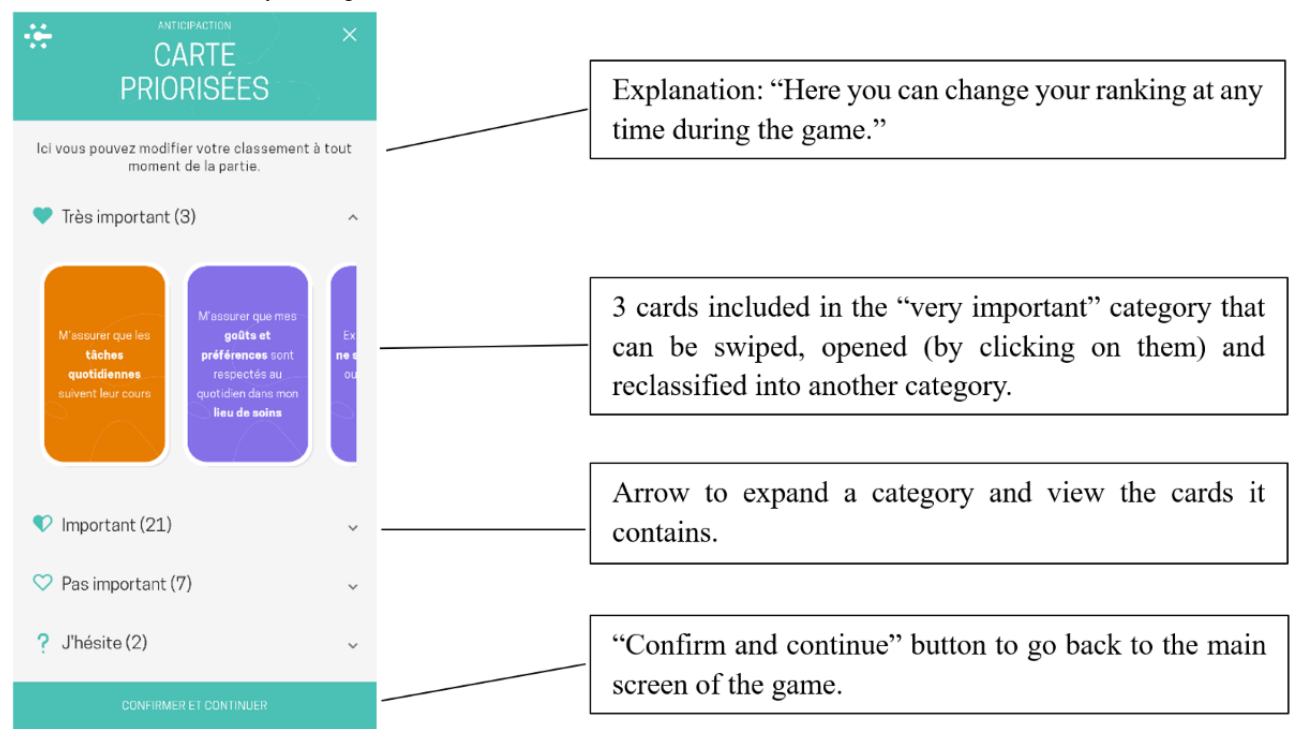 ANTICIPACTION
CARTE
PRIORISÉES
Ici vous pouvez modifier votre classement à tout
moment de la partie.
Très important (3)
M'assurer que les
tâches
quotidiennes
suivent leur cours
M'assurer que mes
goûts et
préférences sont
respectés au
quotidien dans mon
lieu de soins
Ex
ne s
ou
Important (21)
Pas important (7)
J'hésite (2)
CONFIRMER ET CONTINUER
Explanation: “Here you can change your ranking at any
time during the game.”
3 cards included in the “very important” category that
can be swiped, opened (by clicking on them) and
reclassified into another category.
Arrow to expand a category and view the cards it
contains.
“Confirm and continue” button to go back to the main
screen of the game.